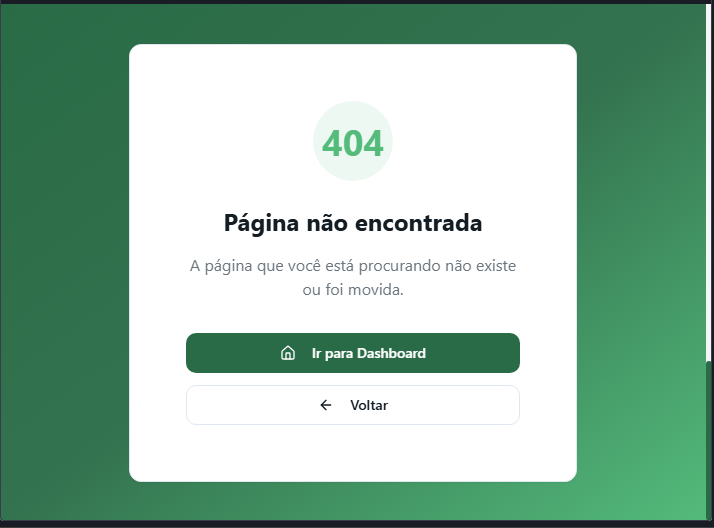 404
Página não encontrada
A página que você está procurando não existe
ou foi movida.
Ir para Dashboard
Voltar